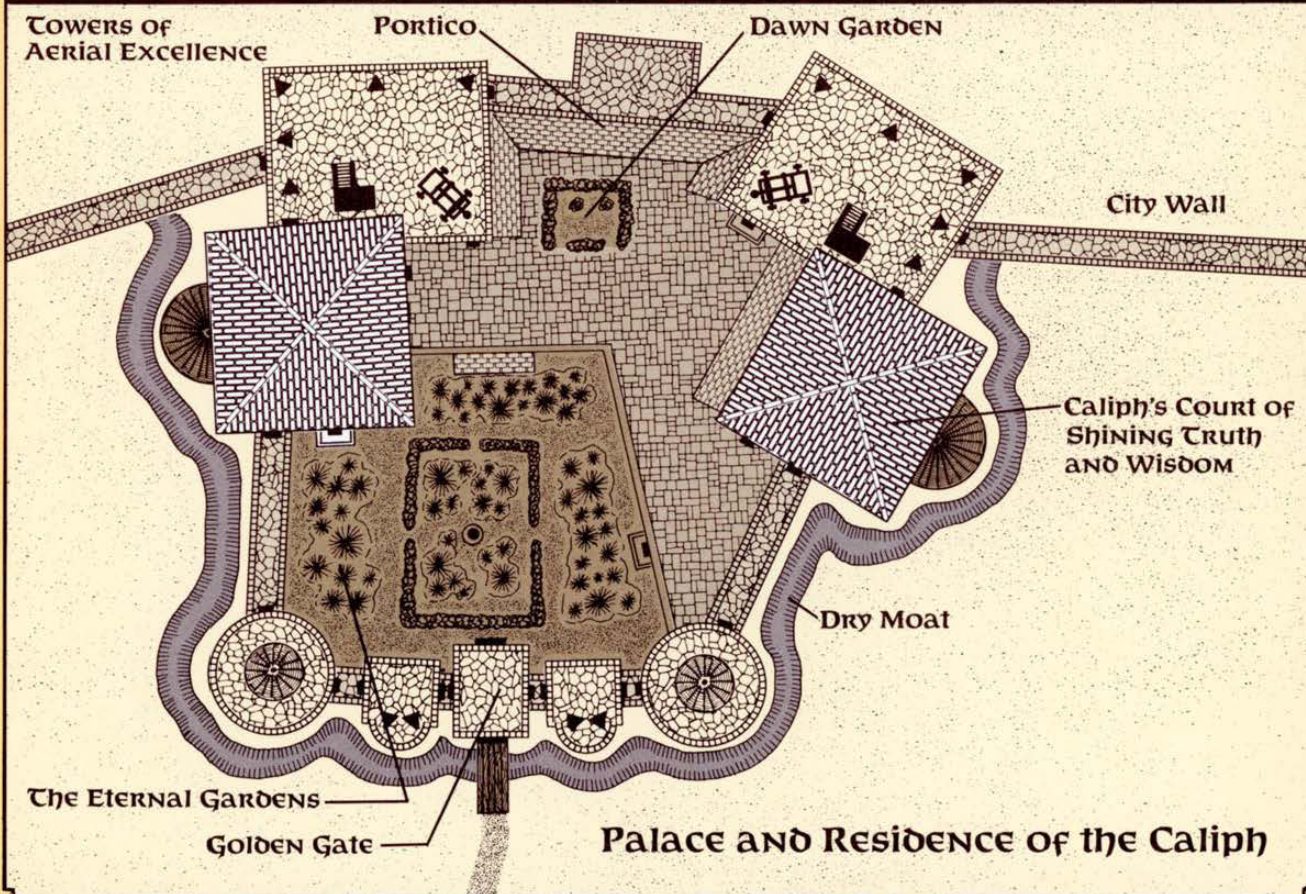 Towers of
Aerial Excellence
Portico
Dawn Garden
City Wall
Caliph's Court of
Shining Truth
and Wisdom
Dry Moat
The Eternal Gardens
Golden Gate
Palace and Residence of the Caliph